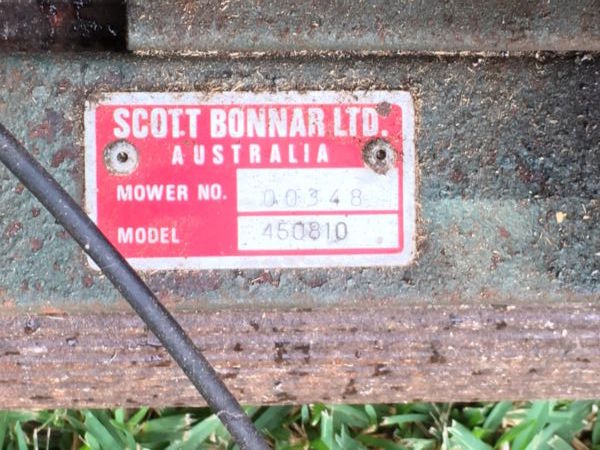 SCOTT BONNAR LTD.
AUSTRALIA
MOWER NO. 00348
MODEL 450810